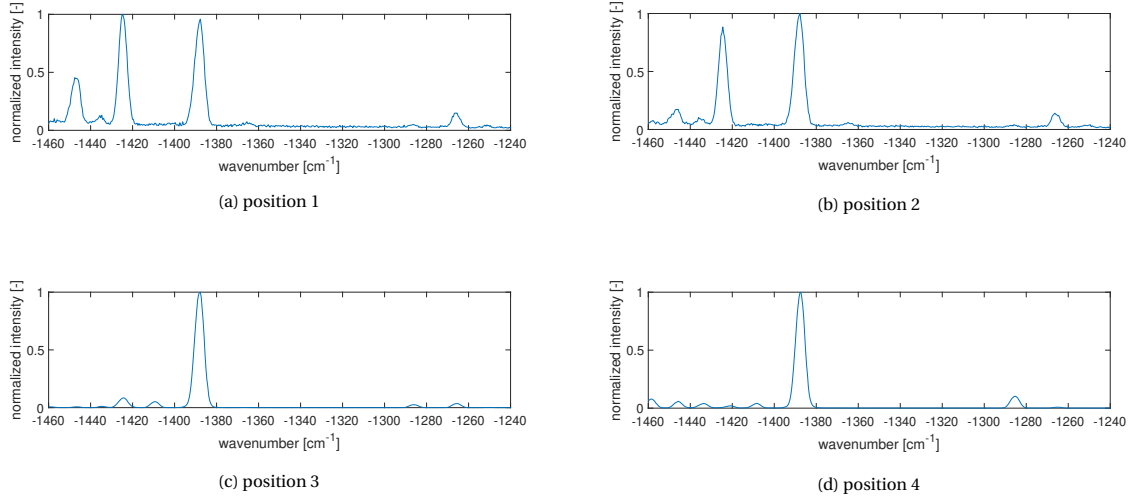 normalized intensity [-]
1
0.5
0
-1460 -1440 -1420 -1400 -1380 -1360 -1340 -1320 -1300 -1280 -1260 -1240
wavenumber [cm-1]
(a) position 1
normalized intensity [-]
1
0.5
0
-1460 -1440 -1420 -1400 -1380 -1360 -1340 -1320 -1300 -1280 -1260 -1240
wavenumber [cm-1]
(b) position 2
normalized intensity [-]
1
0.5
0
-1460 -1440 -1420 -1400 -1380 -1360 -1340 -1320 -1300 -1280 -1260 -1240
wavenumber [cm-1]
(c) position 3
normalized intensity [-]
1
0.5
0
-1460 -1440 -1420 -1400 -1380 -1360 -1340 -1320 -1300 -1280 -1260 -1240
wavenumber [cm-1]
(d) position 4